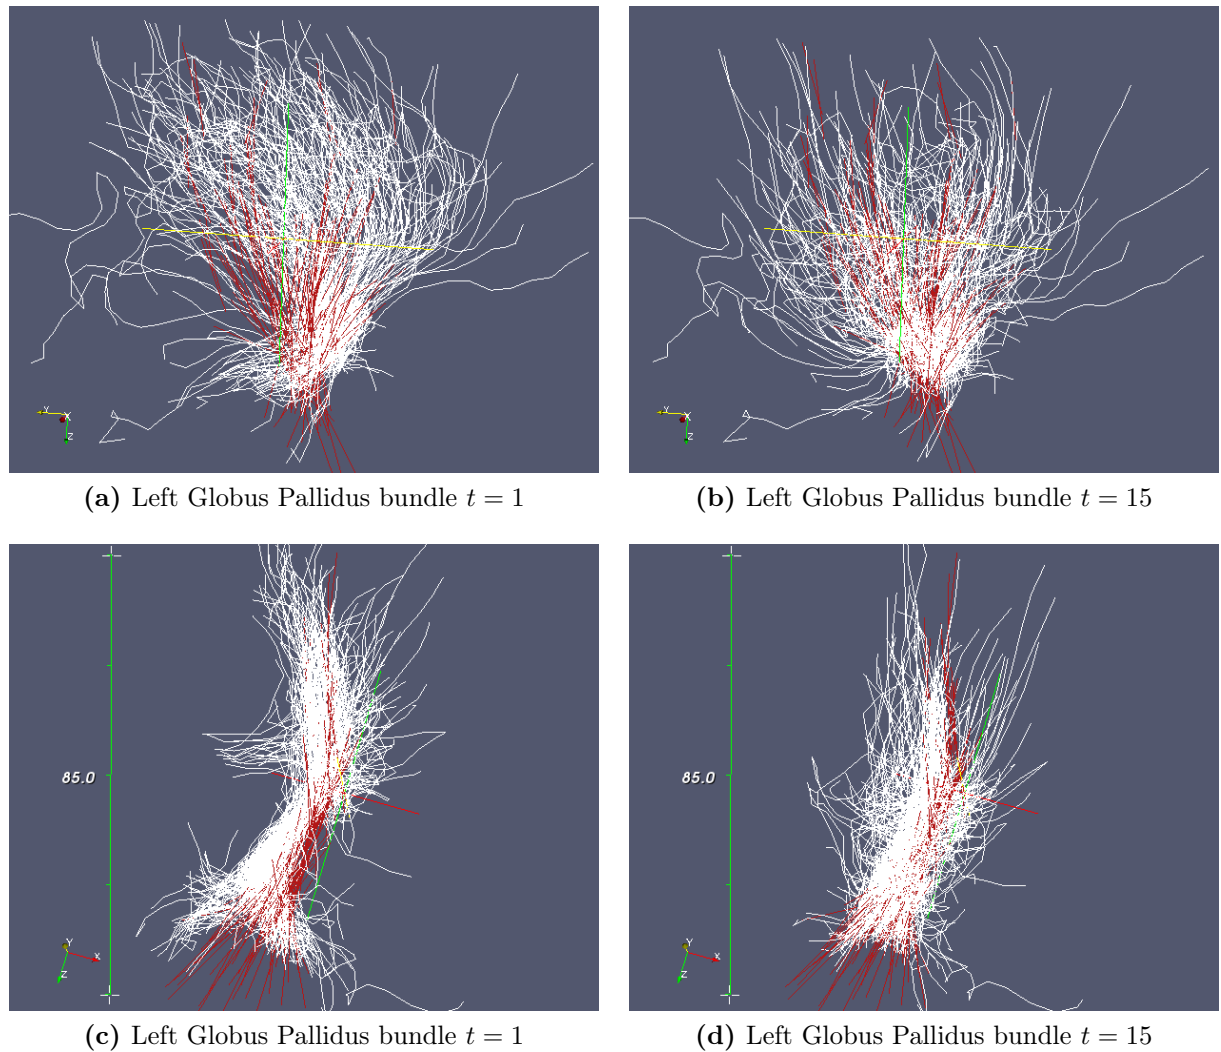 Y X
Z
Y X
Z
(a) Left Globus Pallidus bundle t = 1
(b) Left Globus Pallidus bundle t = 15
85.0
85.0
Y
X
Z
Y
X
Z
(c) Left Globus Pallidus bundle t = 1
(d) Left Globus Pallidus bundle t = 15